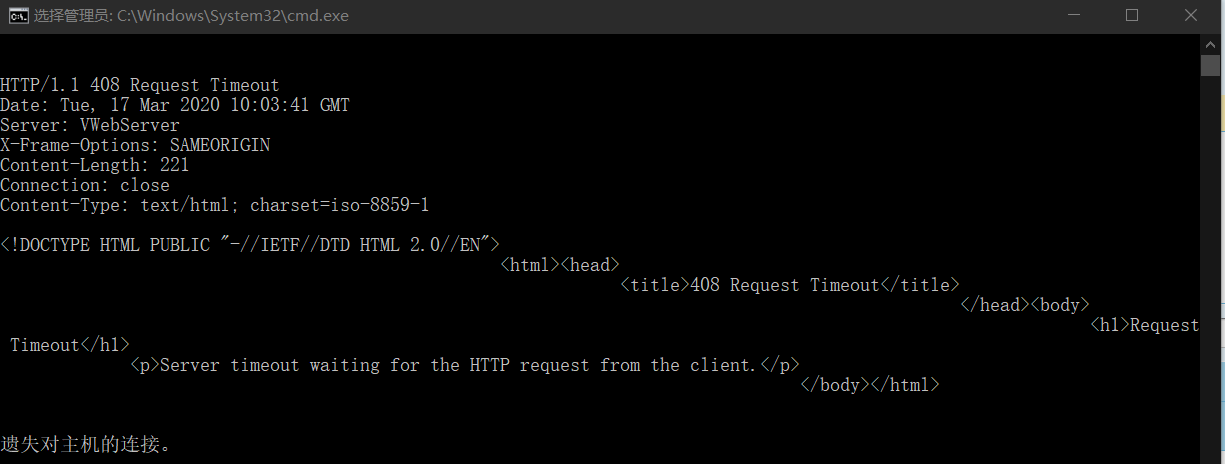 选择管理员: C:\Windows\System32\cmd.exe
HTTP/1.1 408 Request Timeout
Date: Tue, 17 Mar 2020 10:03:41 GMT
Server: VWebServer
X-Frame-Options: SAMEORIGIN
Content-Length: 221
Connection: close
Content-Type: text/html; charset=iso-8859-1
<!DOCTYPE HTML PUBLIC "-//IETF//DTD HTML 2.0//EN">
<html><head>
<title>408 Request Timeout</title>
</head><body>
<h1>Request
Timeout</h1>
<p>Server timeout waiting for the HTTP request from the client.</p>
</body></html>
遗失对主机的连接。